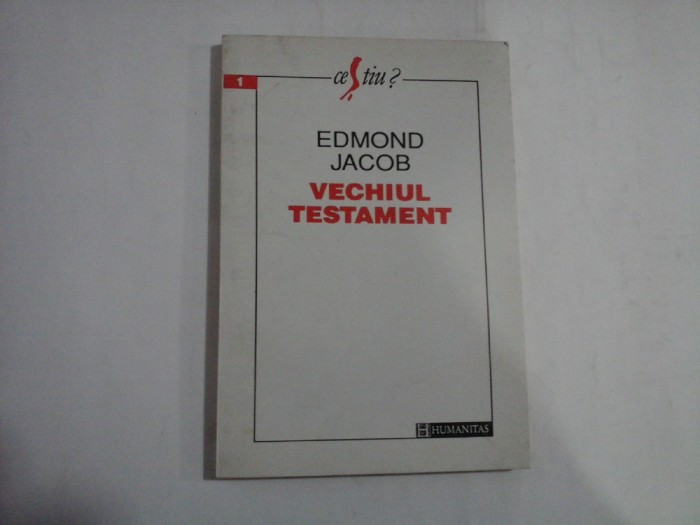 1
ce Știu?
EDMOND
JACOB
VECHIUL
TESTAMENT
HUMANITAS